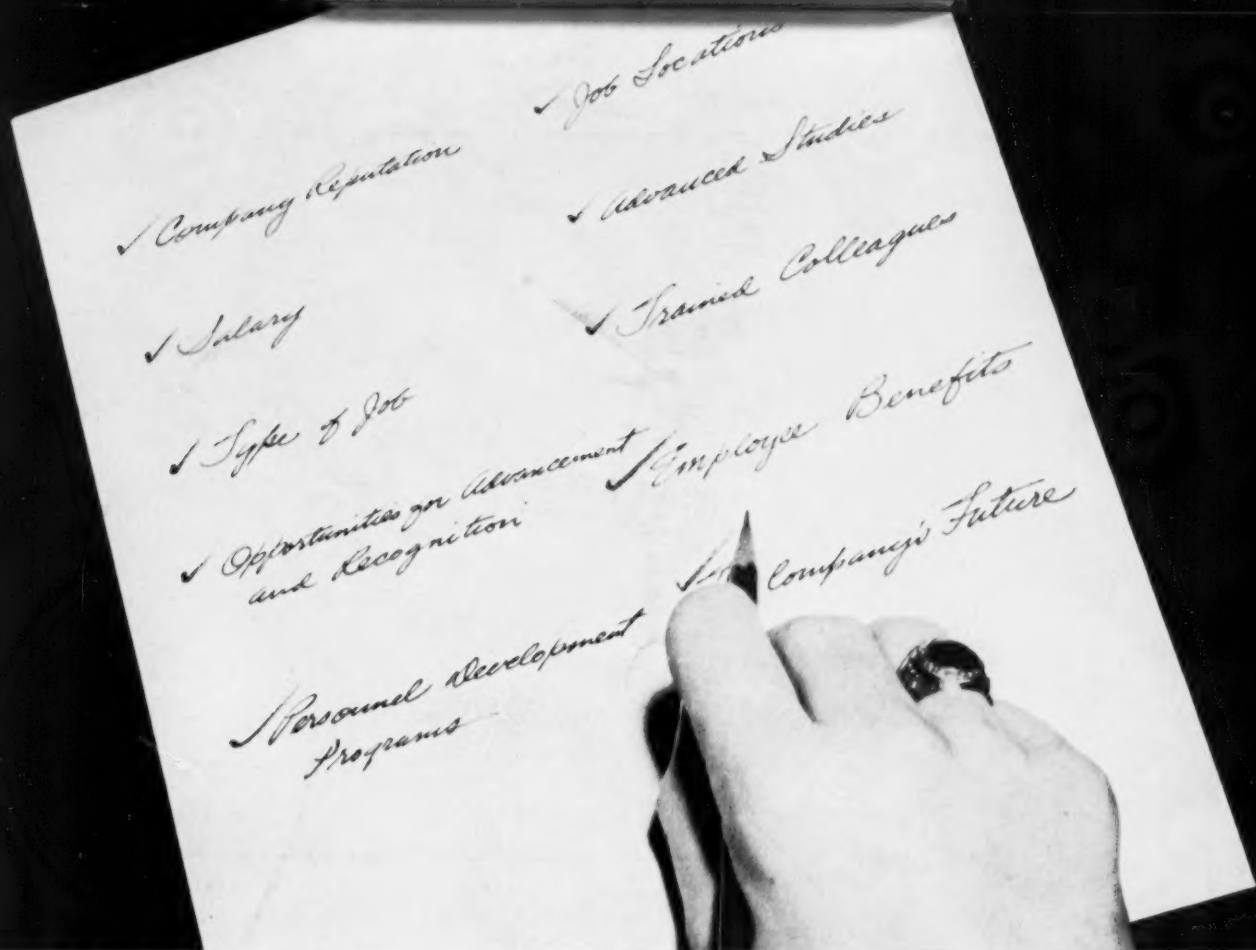 ✓ Company Reputation
✓ Salary
✓ Type of Job
✓ Opportunities for Advancement
and Recognition
✓ Personnel Development
Programs
✓ Job Locations
✓ Advanced Studies
✓ Trained Colleagues
✓ Employee Benefits
✓ Company's Future